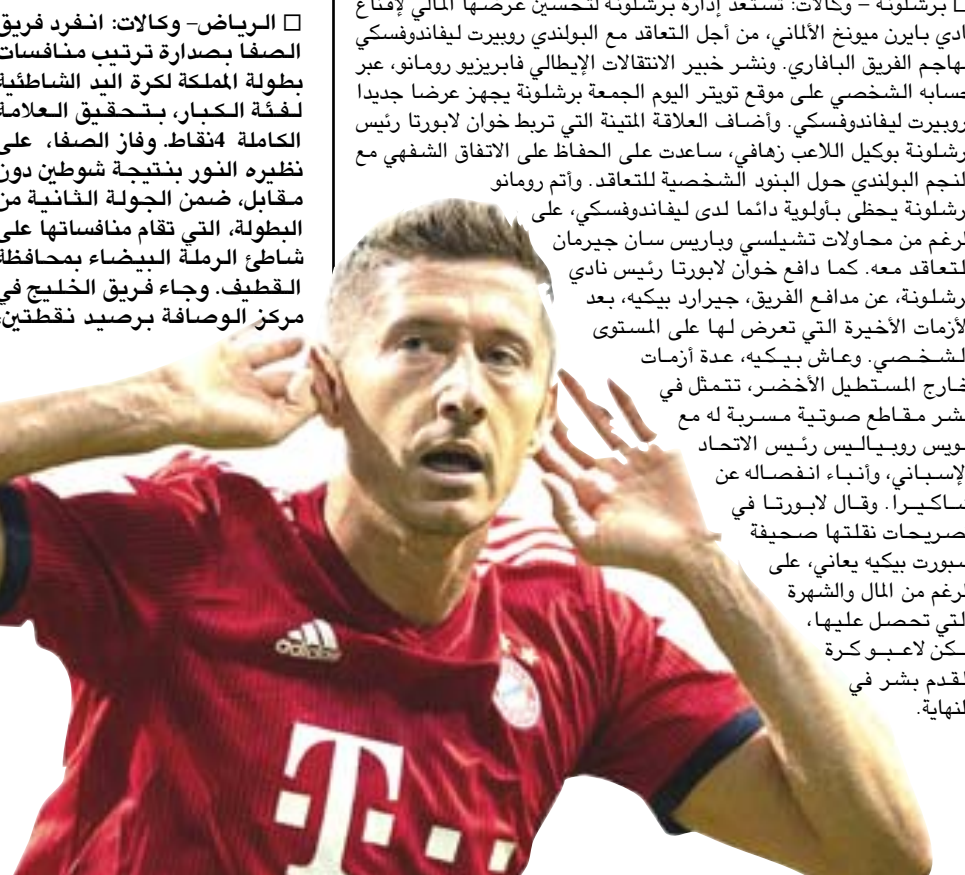 برشلونة – وكالات: تستعد إدارة برشلونة لتحسين عرضها المالي لإقناع
نادي بايرن ميونخ الألماني، من أجل التعاقد مع البولندي روبيرت ليفاندوفسكي
مهاجم الفريق البافاري. ونشر خبير الانتقالات الإيطالي فابريزيو رومانو، عبر
حسابه الشخصي على موقع تويتر اليوم الجمعة برشلونة يجهز عرضا جديدا
لروبيرت ليفاندوفسكي. وأضاف العلاقة المتينة التي تربط خوان لابورتا رئيس
برشلونة بوكيل اللاعب زهافي، ساعدت على الحفاظ على الاتفاق الشفهي مع
النجم البولندي حول البنود الشخصية للتعاقد. وأتم رومانو
برشلونة يحظى بأولوية دائما لدى ليفاندوفسكي، على
الرغم من محاولات تشيلسي وباريس سان جيرمان
للتعاقد معه. كما دافع خوان لابورتا رئيس نادي
برشلونة، عن مدافع الفريق، جيرارد بيكيه، بعد
الأزمات الأخيرة التي تعرض لها على المستوى
الشخصي. وعاش بيكيه، عدة أزمات
خارج المستطيل الأخضر، تتمثل في
نشر مقاطع صوتية مسربة له مع
لويس روبياليس رئيس الاتحاد
الإسباني، وأنباء انفصاله عن
شاكيرا. وقال لابورتا في
تصريحات نقلتها صحيفة
سبورت بيكيه يعاني، على
الرغم من المال والشهرة
التي تحصل عليها،
لكن لاعبو كرة
القدم بشر في
النهاية.
□ الرياض– وكالات: انفرد فريق
الصفا بصدارة ترتيب منافسات
بطولة المملكة لكرة اليد الشاطئية
لفئة الكبار، بتحقيق العلامة
الكاملة 4نقاط. وفاز الصفا، على
نظيره النور بنتيجة شوطين دون
مقابل، ضمن الجولة الثانية من
البطولة، التي تقام منافساتها على
شاطئ الرملة البيضاء بمحافظة
القطيف. وجاء فريق الخليج في
مركز الوصافة برصيد نقطتين،
adidas
T